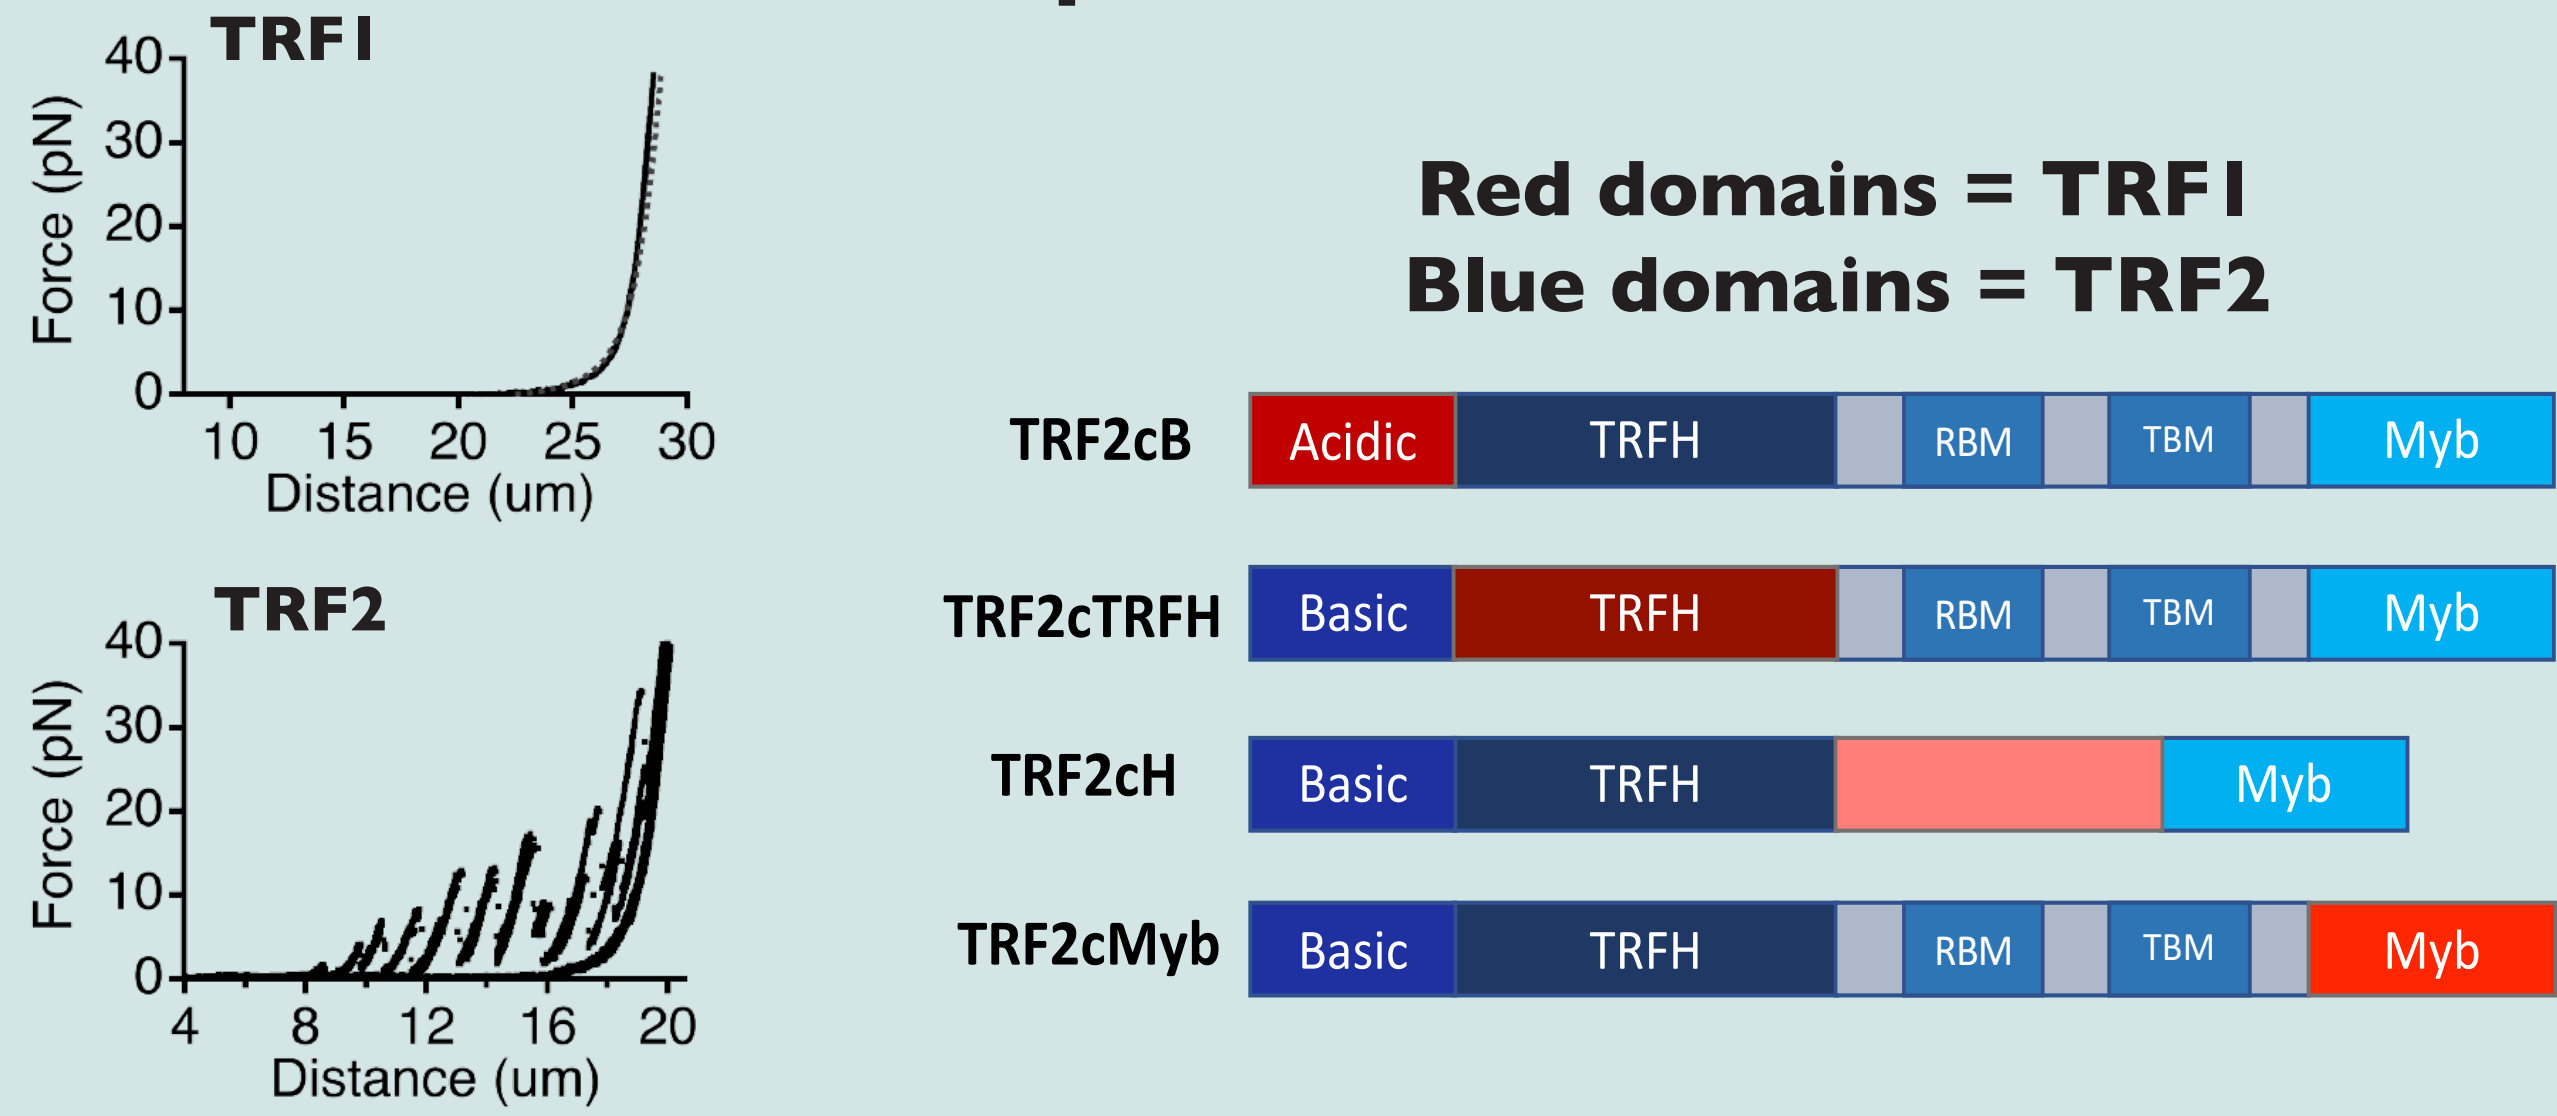 TRF1
40
30
20
10
0
Force (pN)
10 15 20 25 30
Distance (um)
TRF2
40
30
20
10
0
Force (pN)
4 8 12 16 20
Distance (um)
Red domains = TRF1
Blue domains = TRF2
TRF2cB Acidic TRFH RBM TBM Myb
TRF2cTRFH Basic TRFH RBM TBM Myb
TRF2cH Basic TRFH Myb
TRF2cMyb Basic TRFH RBM TBM Myb